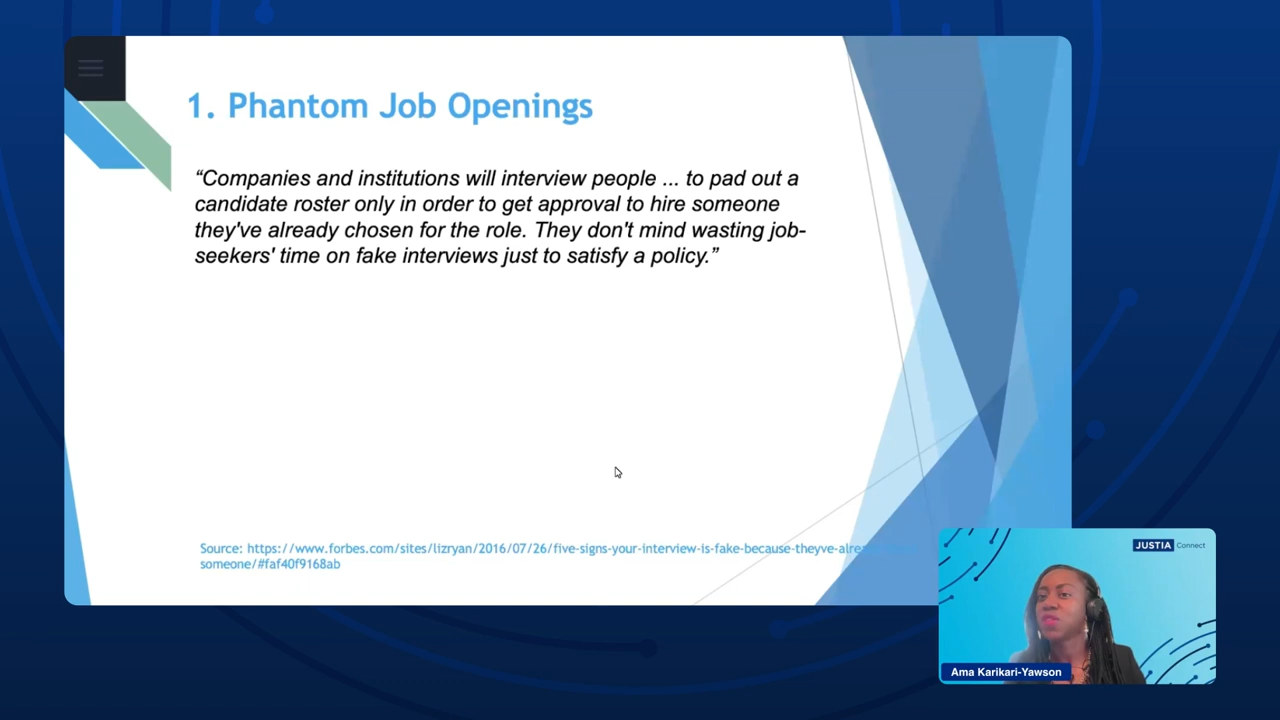 1. Phantom Job Openings
“Companies and institutions will interview people ... to pad out a
candidate roster only in order to get approval to hire someone
they've already chosen for the role. They don't mind wasting job-
seekers' time on fake interviews just to satisfy a policy.”
Source: https://www.forbes.com/sites/lizryan/2016/07/26/five-signs-your-interview-is-fake-because-theyve-alre
someone/#faf40f9168ab
JUSTIA Connect
Ama Karikari-Yawson